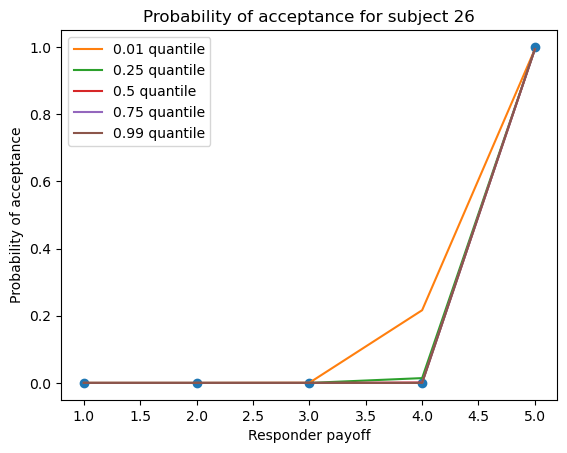 Probability of acceptance for subject 26
1.0
0.8
0.6
0.4
0.2
0.0
Probability of acceptance
0.01 quantile
0.25 quantile
0.5 quantile
0.75 quantile
0.99 quantile
1.0 1.5 2.0 2.5 3.0 3.5 4.0 4.5 5.0
Responder payoff